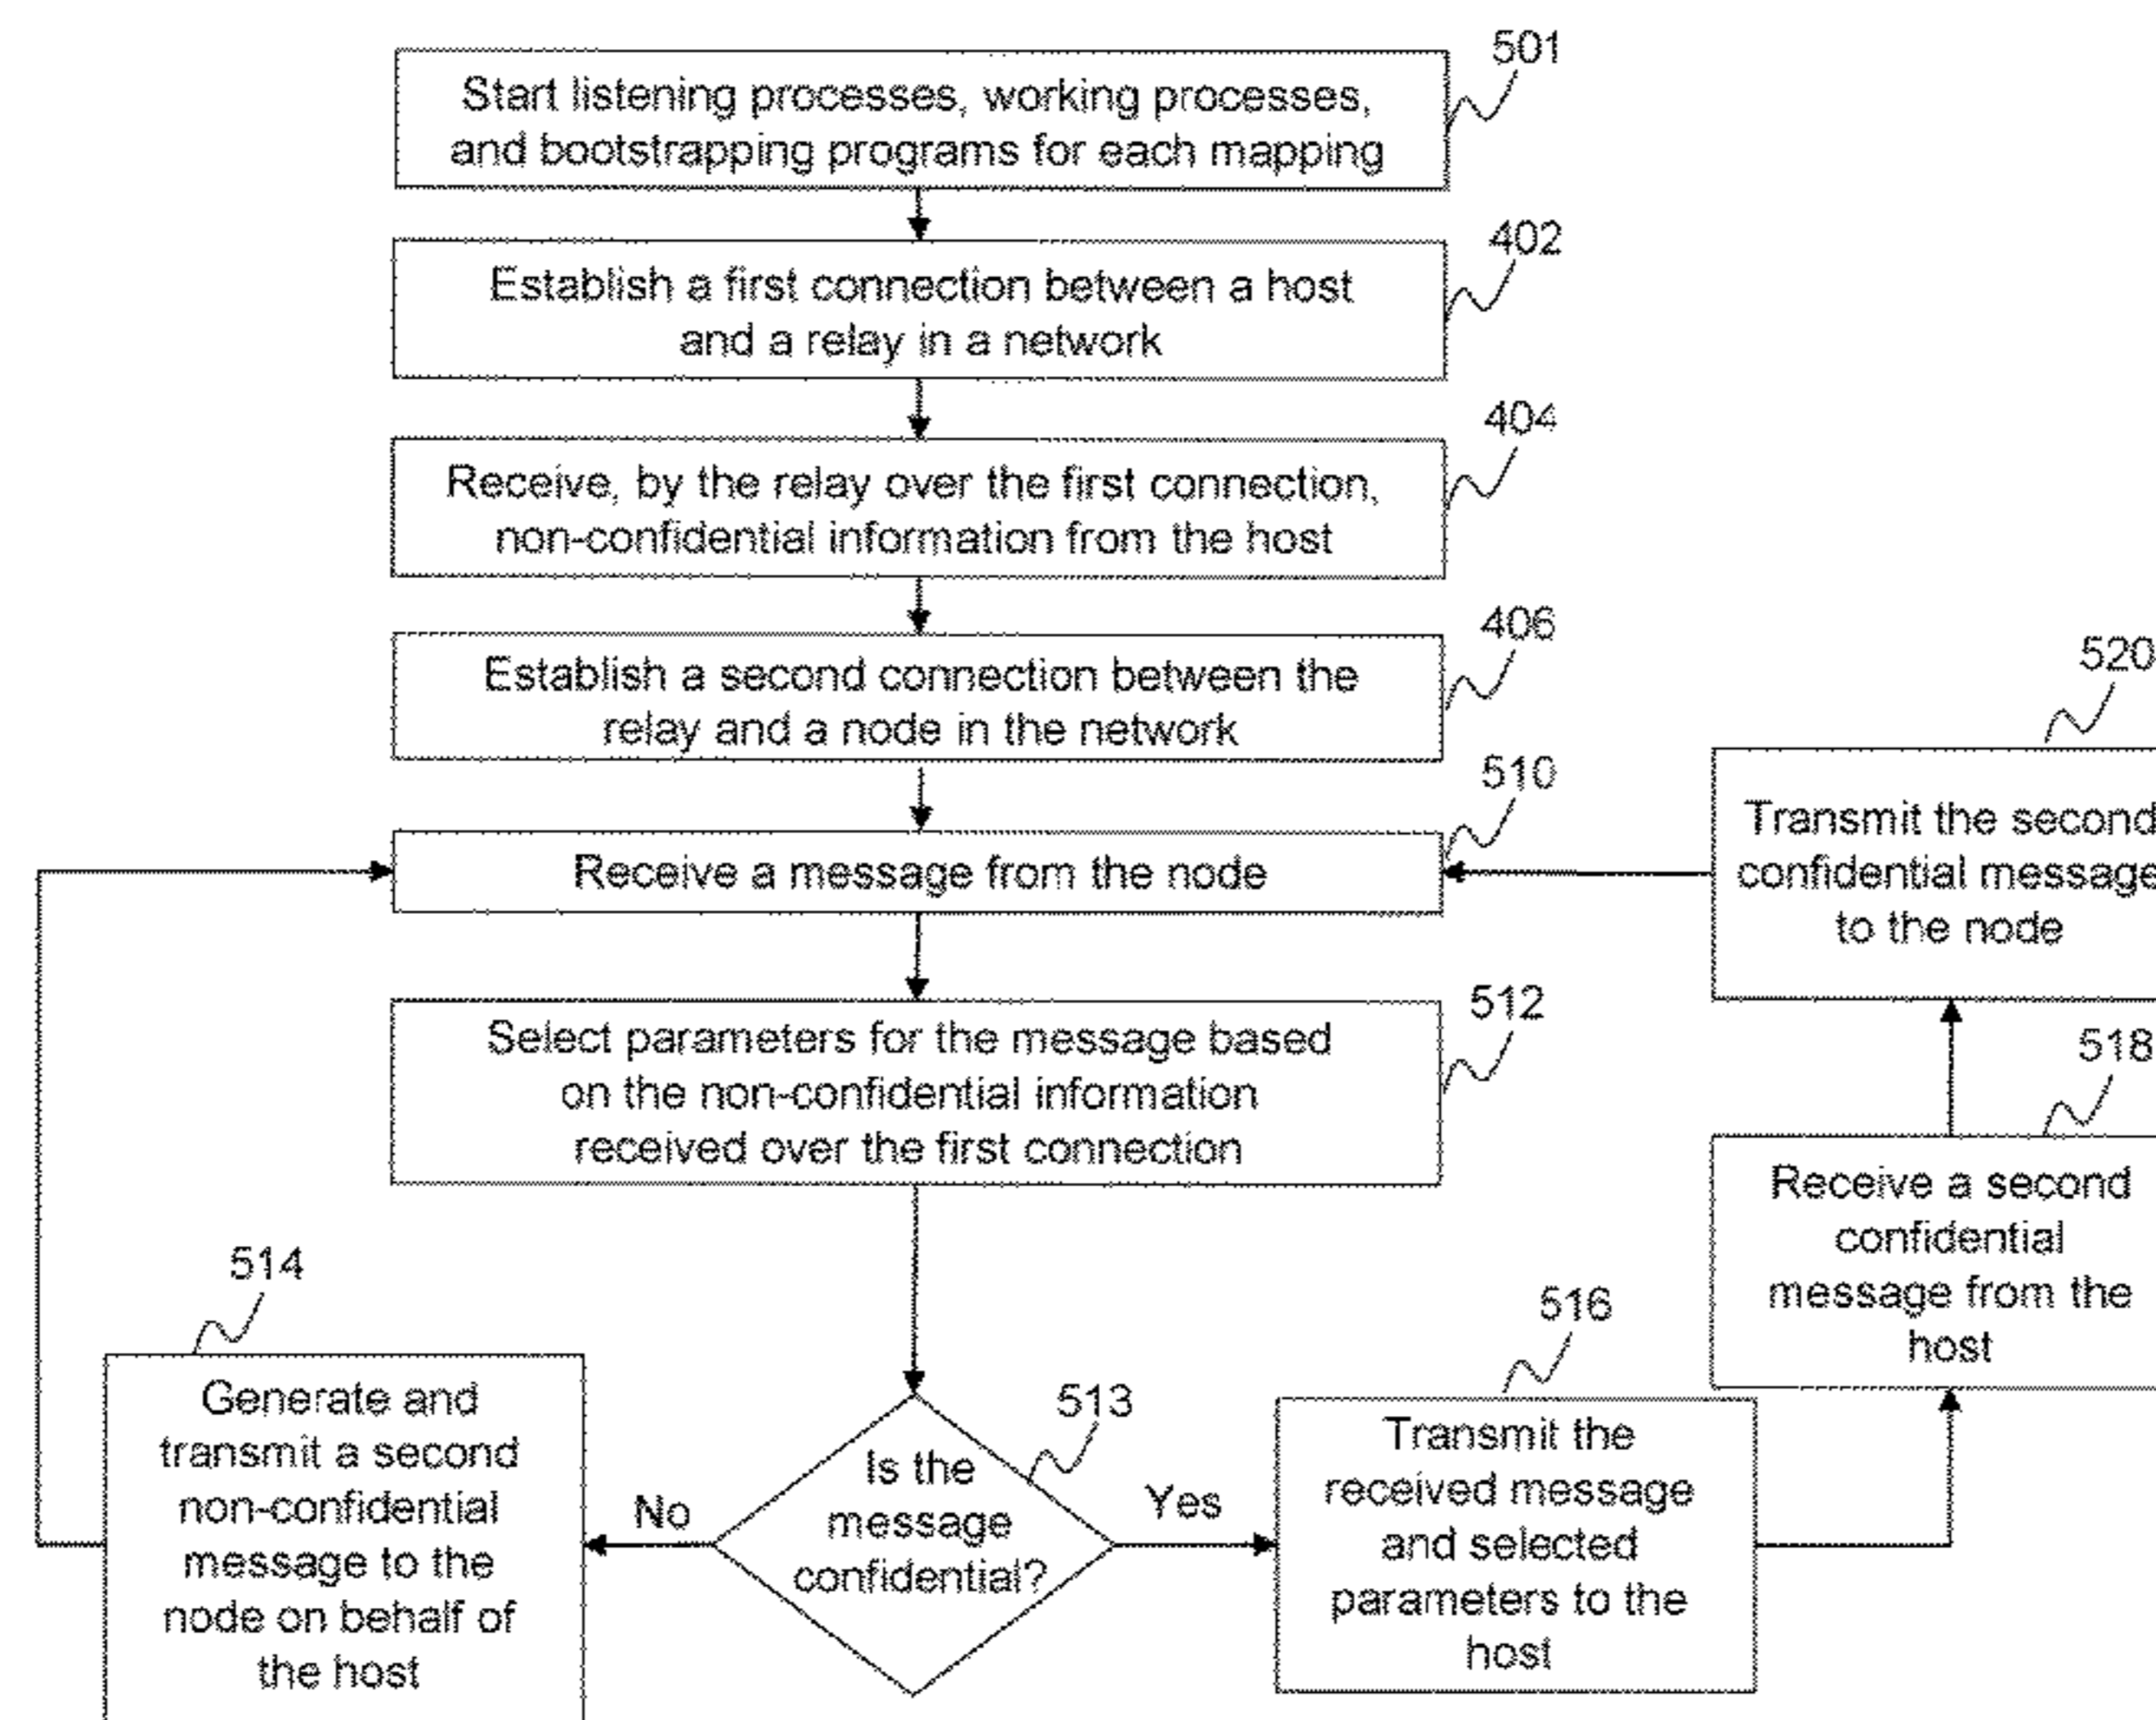 501
Start listening processes, working processes,
and bootstrapping programs for each mapping
402
Establish a first connection between a host
and a relay in a network
404
Receive, by the relay over the first connection,
non-confidential information from the host
406
Establish a second connection between the
relay and a node in the network
510
Receive a message from the node
520
Transmit the second
confidential message
to the node
512
Select parameters for the message based
on the non-confidential information
received over the first connection
518
Receive a second
confidential
message from the
host
514
Generate and
transmit a second
non-confidential
message to the
node on behalf of
the host
No
513
Is the
message
confidential?
Yes
516
Transmit the
received message
and selected
parameters to the
host